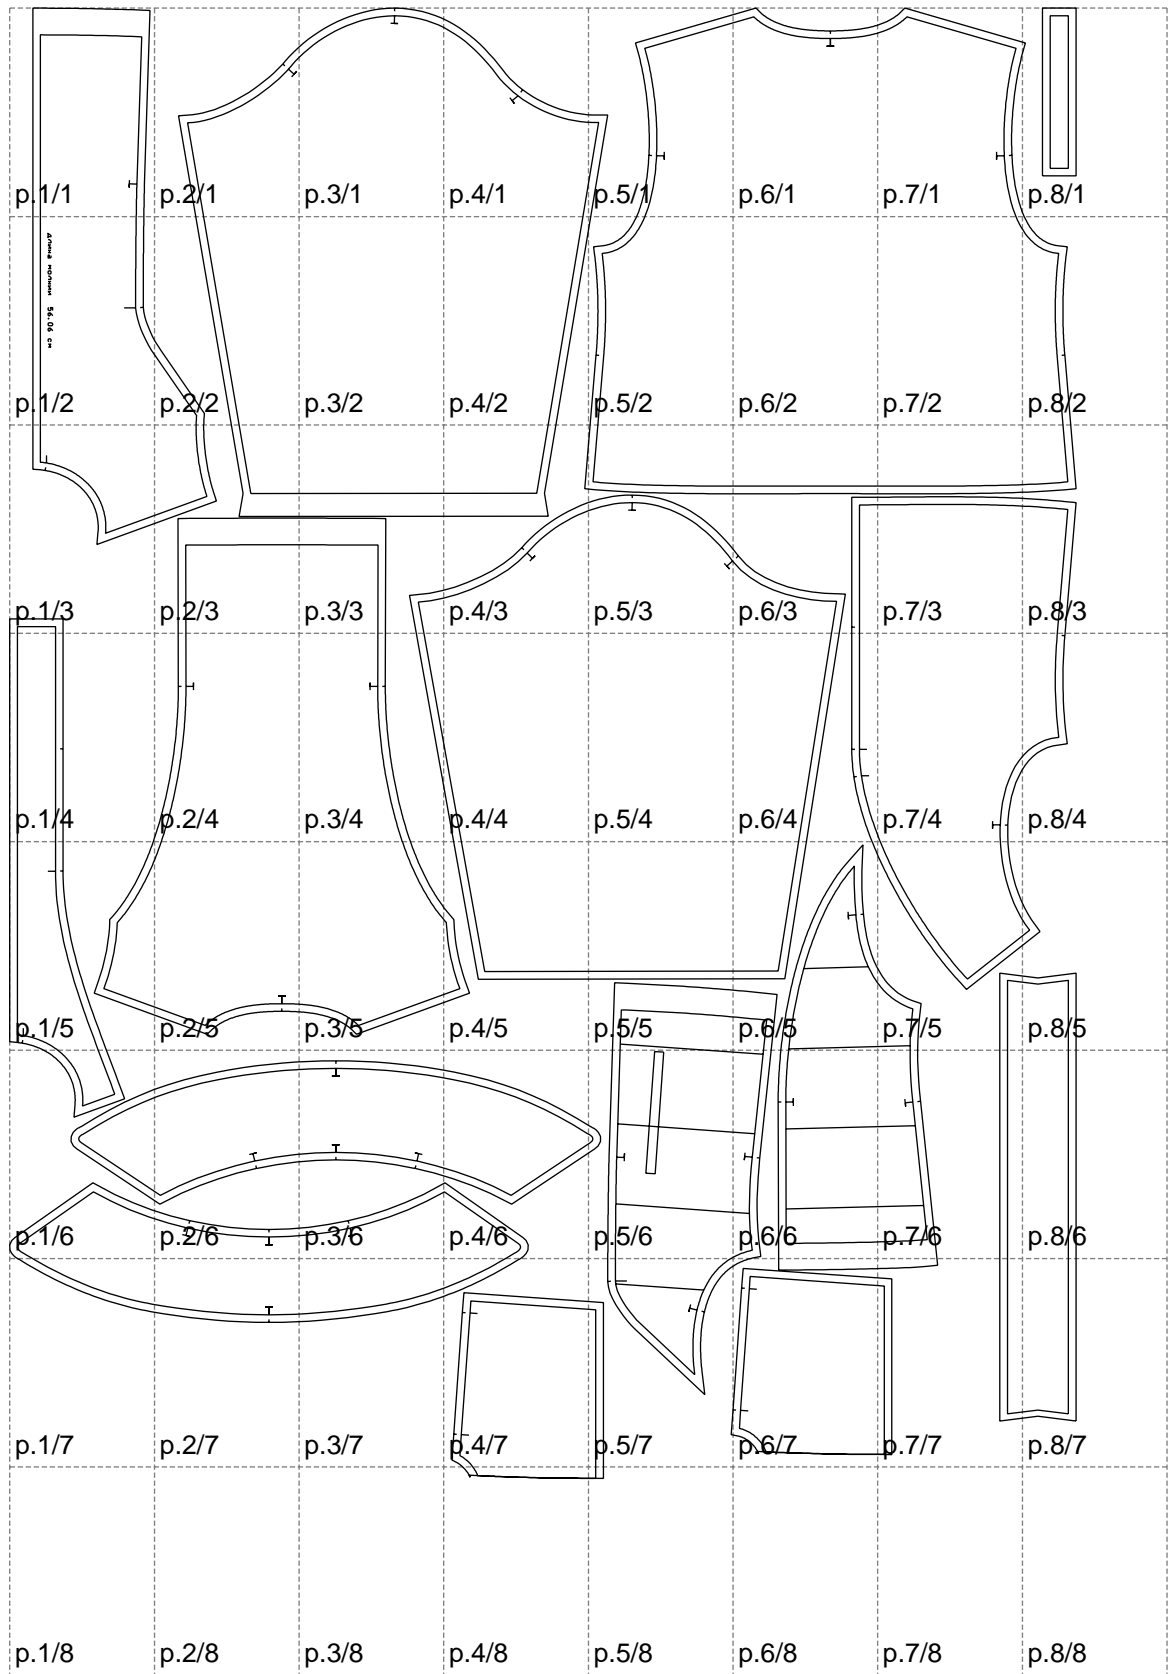 p.1/1 p.2/1 p.3/1 p.4/1 p.5/1 p.6/1 p.7/1 p.8/1
длина молнии 56.06 см
p.1/2 p.2/2 p.3/2 p.4/2 p.5/2 p.6/2 p.7/2 p.8/2
p.1/3 p.2/3 p.3/3 p.4/3 p.5/3 p.6/3 p.7/3 p.8/3
p.1/4 p.2/4 p.3/4 p.4/4 p.5/4 p.6/4 p.7/4 p.8/4
p.1/5 p.2/5 p.3/5 p.4/5 p.5/5 p.6/5 p.7/5 p.8/5
p.1/6 p.2/6 p.3/6 p.4/6 p.5/6 p.6/6 p.7/6 p.8/6
p.1/7 p.2/7 p.3/7 p.4/7 p.5/7 p.6/7 p.7/7 p.8/7
p.1/8 p.2/8 p.3/8 p.4/8 p.5/8 p.6/8 p.7/8 p.8/8